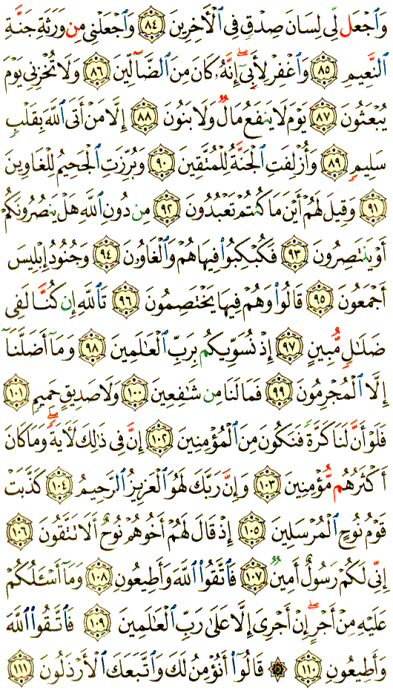 وَٱجۡعَل لِّي لِسَانَ صِدۡقٖ فِي ٱلۡأٓخِرِينَ ٨٤ وَٱجۡعَلۡنِي مِن وَرَثَةِ جَنَّةِ
ٱلنَّعِيمِ ٨٥ وَٱغۡفِرۡ لِأَبِيٓ إِنَّهُۥ كَانَ مِنَ ٱلضَّآلِّينَ ٨٦ وَلَا تُخۡزِنِي يَوۡمَ
يُبۡعَثُونَ ٨٧ يَوۡمَ لَا يَنفَعُ مَالٞ وَلَا بَنُونَ ٨٨ إِلَّا مَنۡ أَتَى ٱللَّهَ بِقَلۡبٖ
سَلِيمٖ ٨٩ وَأُزۡلِفَتِ ٱلۡجَنَّةُ لِلۡمُتَّقِينَ ٩٠ وَبُرِّزَتِ ٱلۡجَحِيمُ لِلۡغَاوِينَ
٩١ وَقِيلَ لَهُمۡ أَيۡنَ مَا كُنتُمۡ تَعۡبُدُونَ ٩٢ مِن دُونِ ٱللَّهِ هَلۡ يَنصُرُونَكُمۡ
أَوۡ يَنتَصِرُونَ ٩٣ فَكُبۡكِبُواْ فِيهَا هُمۡ وَٱلۡغَاوُۥنَ ٩٤ وَجُنُودُ إِبۡلِيسَ
أَجۡمَعُونَ ٩٥ قَالُواْ وَهُمۡ فِيهَا يَخۡتَصِمُونَ ٩٦ تَٱللَّهِ إِن كُنَّا لَفِي
ضَلَٰلٖ مُّبِينٍ ٩٧ إِذۡ نُسَوِّيكُم بِرَبِّ ٱلۡعَٰلَمِينَ ٩٨ وَمَآ أَضَلَّنَآ
إِلَّا ٱلۡمُجۡرِمُونَ ٩٩ فَمَا لَنَا مِن شَٰفِعِينَ ١٠٠ وَلَا صَدِيقٍ حَمِيمٖ ١٠١
فَلَوۡ أَنَّ لَنَا كَرَّةٗ فَنَكُونَ مِنَ ٱلۡمُؤۡمِنِينَ ١٠٢ إِنَّ فِي ذَٰلِكَ لَأٓيَةٗۖ وَمَا كَانَ
أَكۡثَرُهُم مُّؤۡمِنِينَ ١٠٣ وَإِنَّ رَبَّكَ لَهُوَ ٱلۡعَزِيزُ ٱلرَّحِيمُ ١٠٤ كَذَّبَتۡ
قَوۡمُ نُوحٍ ٱلۡمُرۡسَلِينَ ١٠٥ إِذۡ قَالَ لَهُمۡ أَخُوهُمۡ نُوحٌ أَلَا تَتَّقُونَ ١٠٦
إِنِّي لَكُمۡ رَسُولٌ أَمِينٞ ١٠٧ فَٱتَّقُواْ ٱللَّهَ وَأَطِيعُونِ ١٠٨ وَمَآ أَسۡـَٔلُكُمۡ
عَلَيۡهِ مِنۡ أَجۡرٍۖ إِنۡ أَجۡرِيَ إِلَّا عَلَىٰ رَبِّ ٱلۡعَٰلَمِينَ ١٠٩ فَٱتَّقُواْ ٱللَّهَ
وَأَطِيعُونِ ١١٠ ۞ قَالُوٓاْ أَنُؤۡمِنُ لَكَ وَٱتَّبَعَكَ ٱلۡأَرۡذَلُونَ ١١١